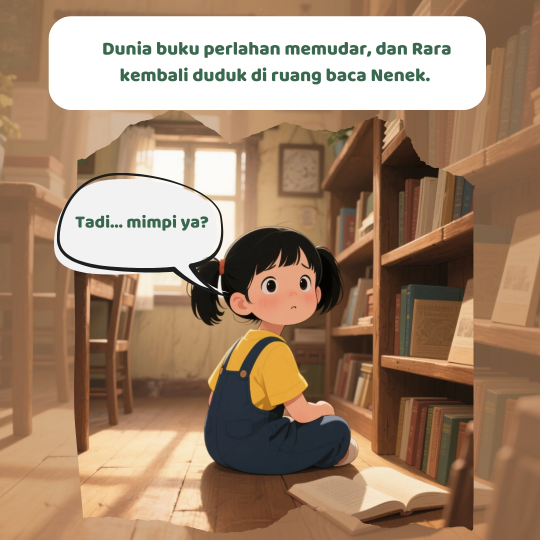 Dunia buku perlahan memudar, dan Rara
kembali duduk di ruang baca Nenek.
Tadi... mimpi ya?